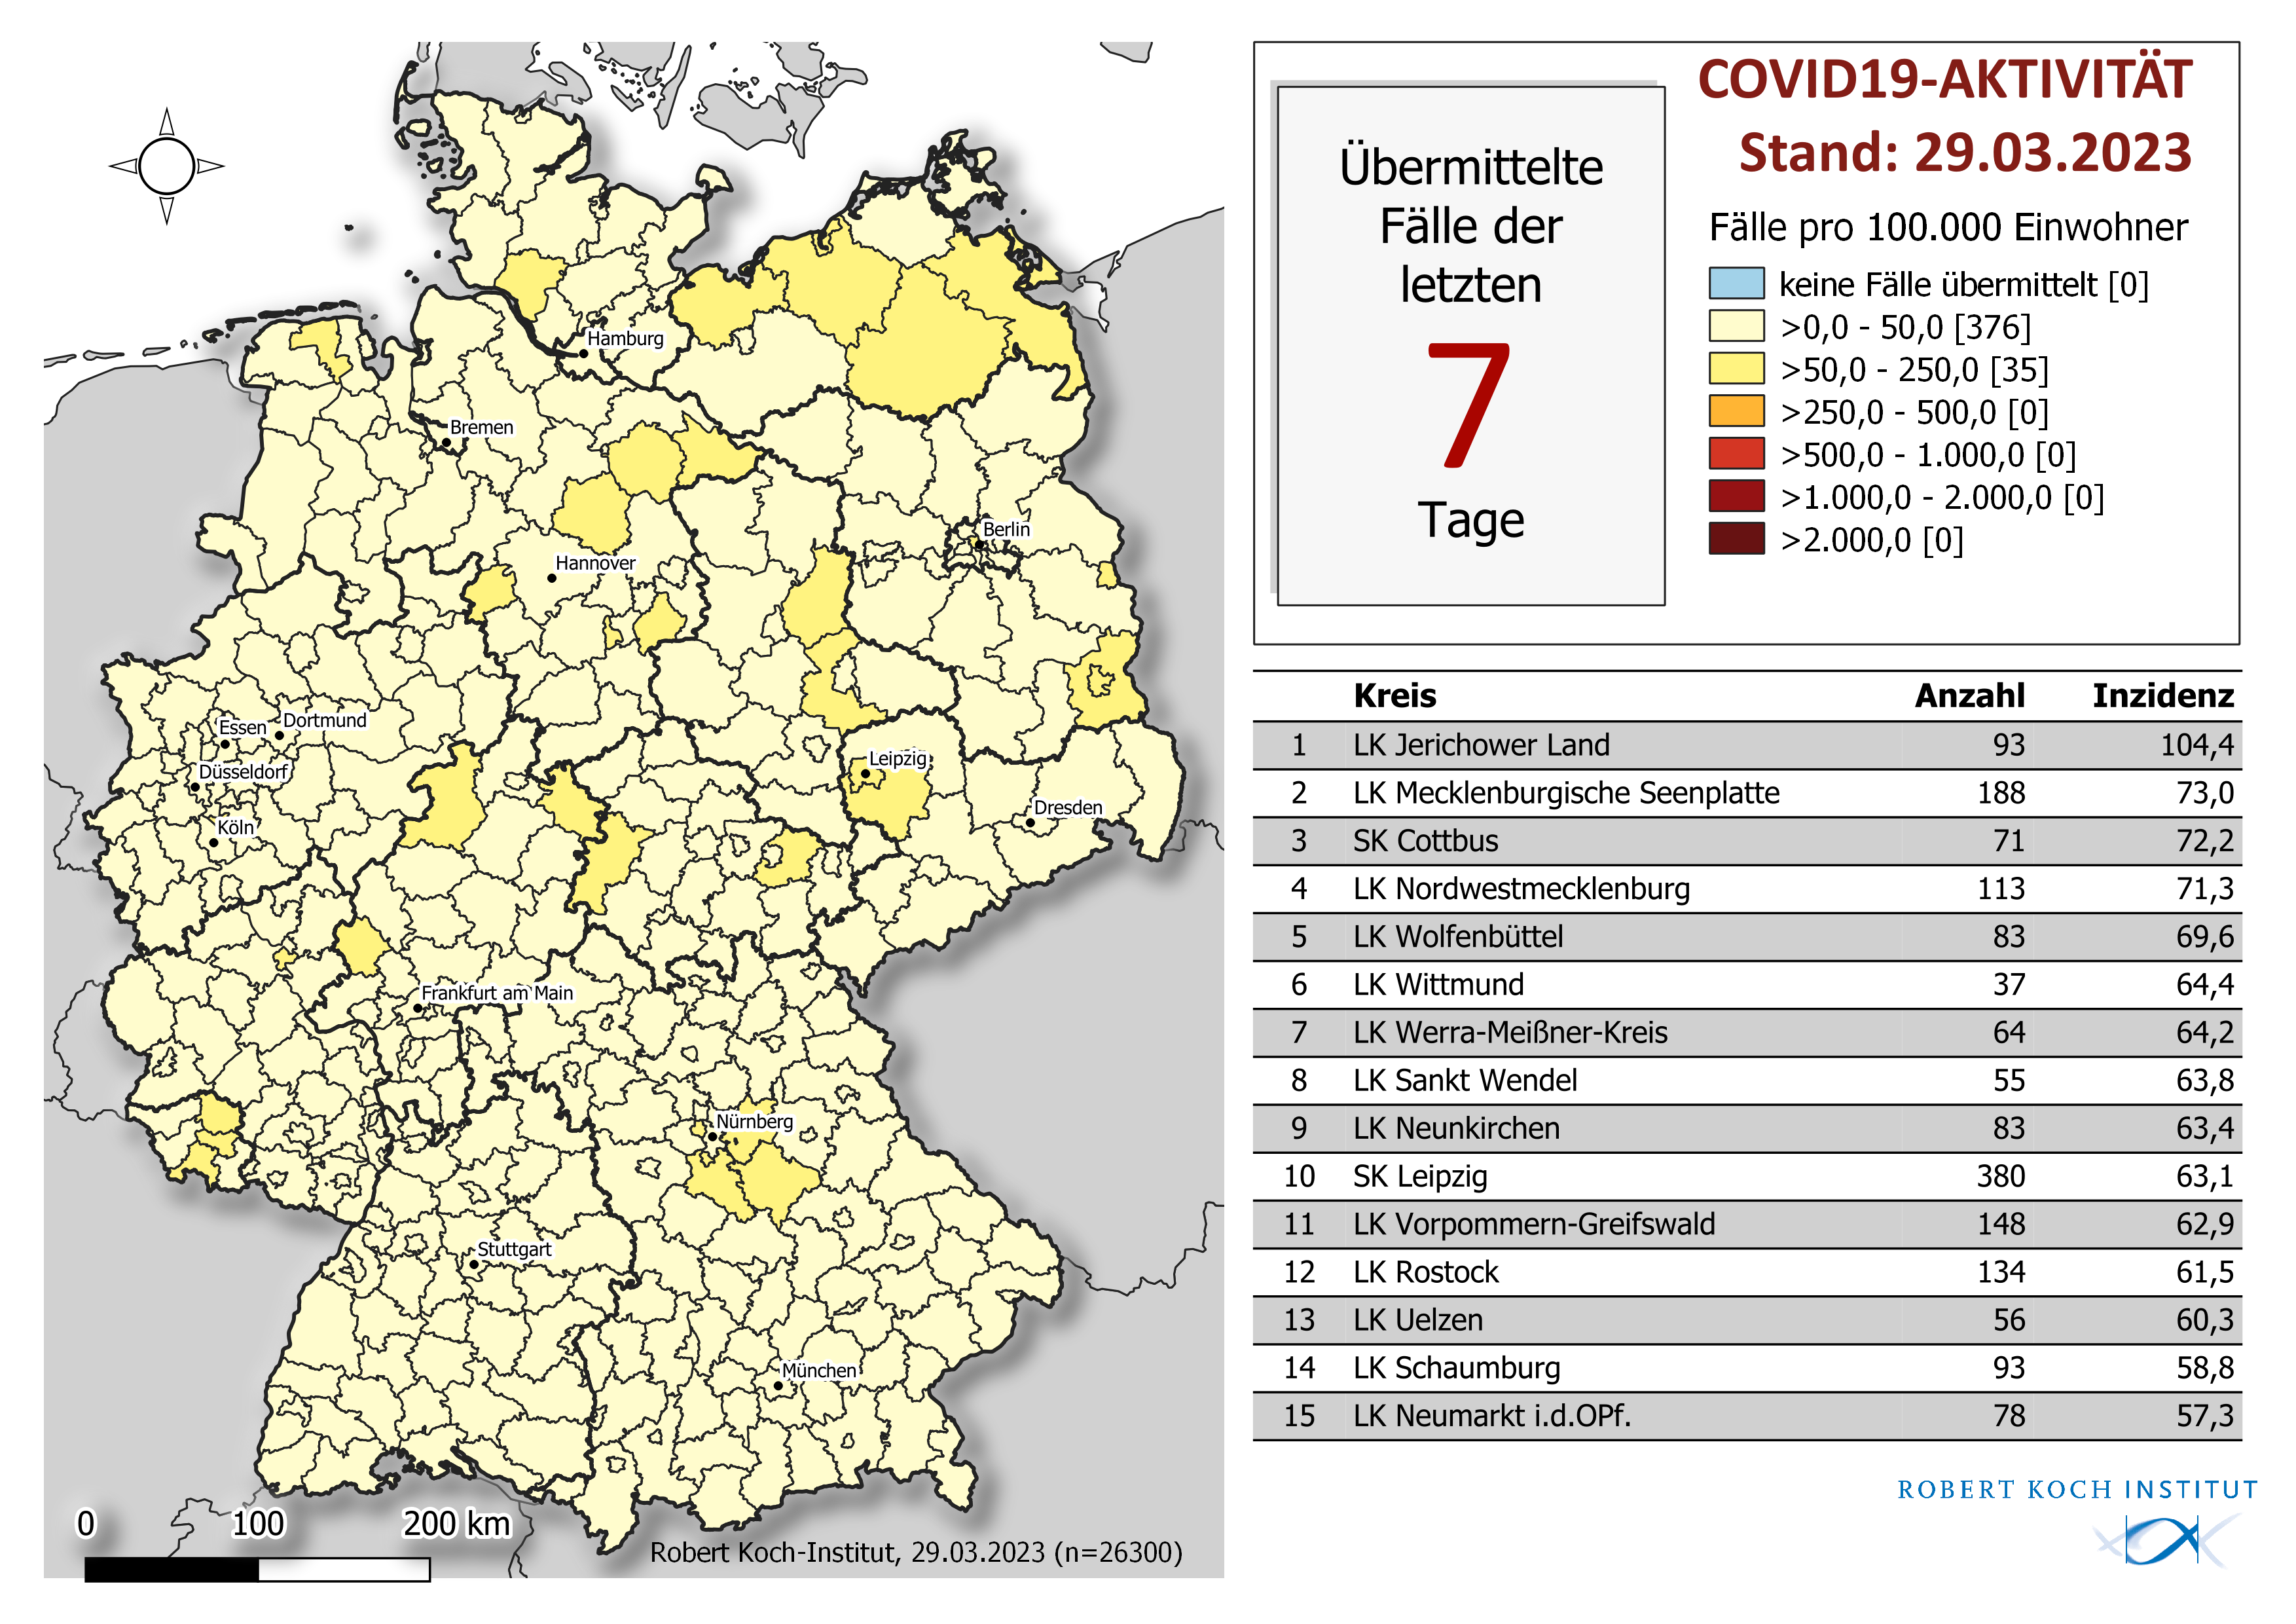 COVID19-AKTIVITÄT
Stand: 29.03.2023
Übermittelte
Fälle der
letzten
7
Tage
Fälle pro 100.000 Einwohner
keine Fälle übermittelt [0]
>0,0 - 50,0 [376]
>50,0 - 250,0 [35]
>250,0 - 500,0 [0]
>500,0 - 1.000,0 [0]
>1.000,0 - 2.000,0 [0]
>2.000,0 [0]
Hamburg
Bremen
Berlin
Hannover
Essen
Dortmund
Düsseldorf
Köln
Leipzig
Dresden
Frankfurt am Main
Nürnberg
Stuttgart
München
0 100 200 km
Robert Koch-Institut, 29.03.2023 (n=26300)
Kreis Anzahl Inzidenz
1 LK Jerichower Land 93 104,4
2 LK Mecklenburgische Seenplatte 188 73,0
3 SK Cottbus 71 72,2
4 LK Nordwestmecklenburg 113 71,3
5 LK Wolfenbüttel 83 69,6
6 LK Wittmund 37 64,4
7 LK Werra-Meißner-Kreis 64 64,2
8 LK Sankt Wendel 55 63,8
9 LK Neunkirchen 83 63,4
10 SK Leipzig 380 63,1
11 LK Vorpommern-Greifswald 148 62,9
12 LK Rostock 134 61,5
13 LK Uelzen 56 60,3
14 LK Schaumburg 93 58,8
15 LK Neumarkt i.d.OPf. 78 57,3
ROBERT KOCH INSTITUT